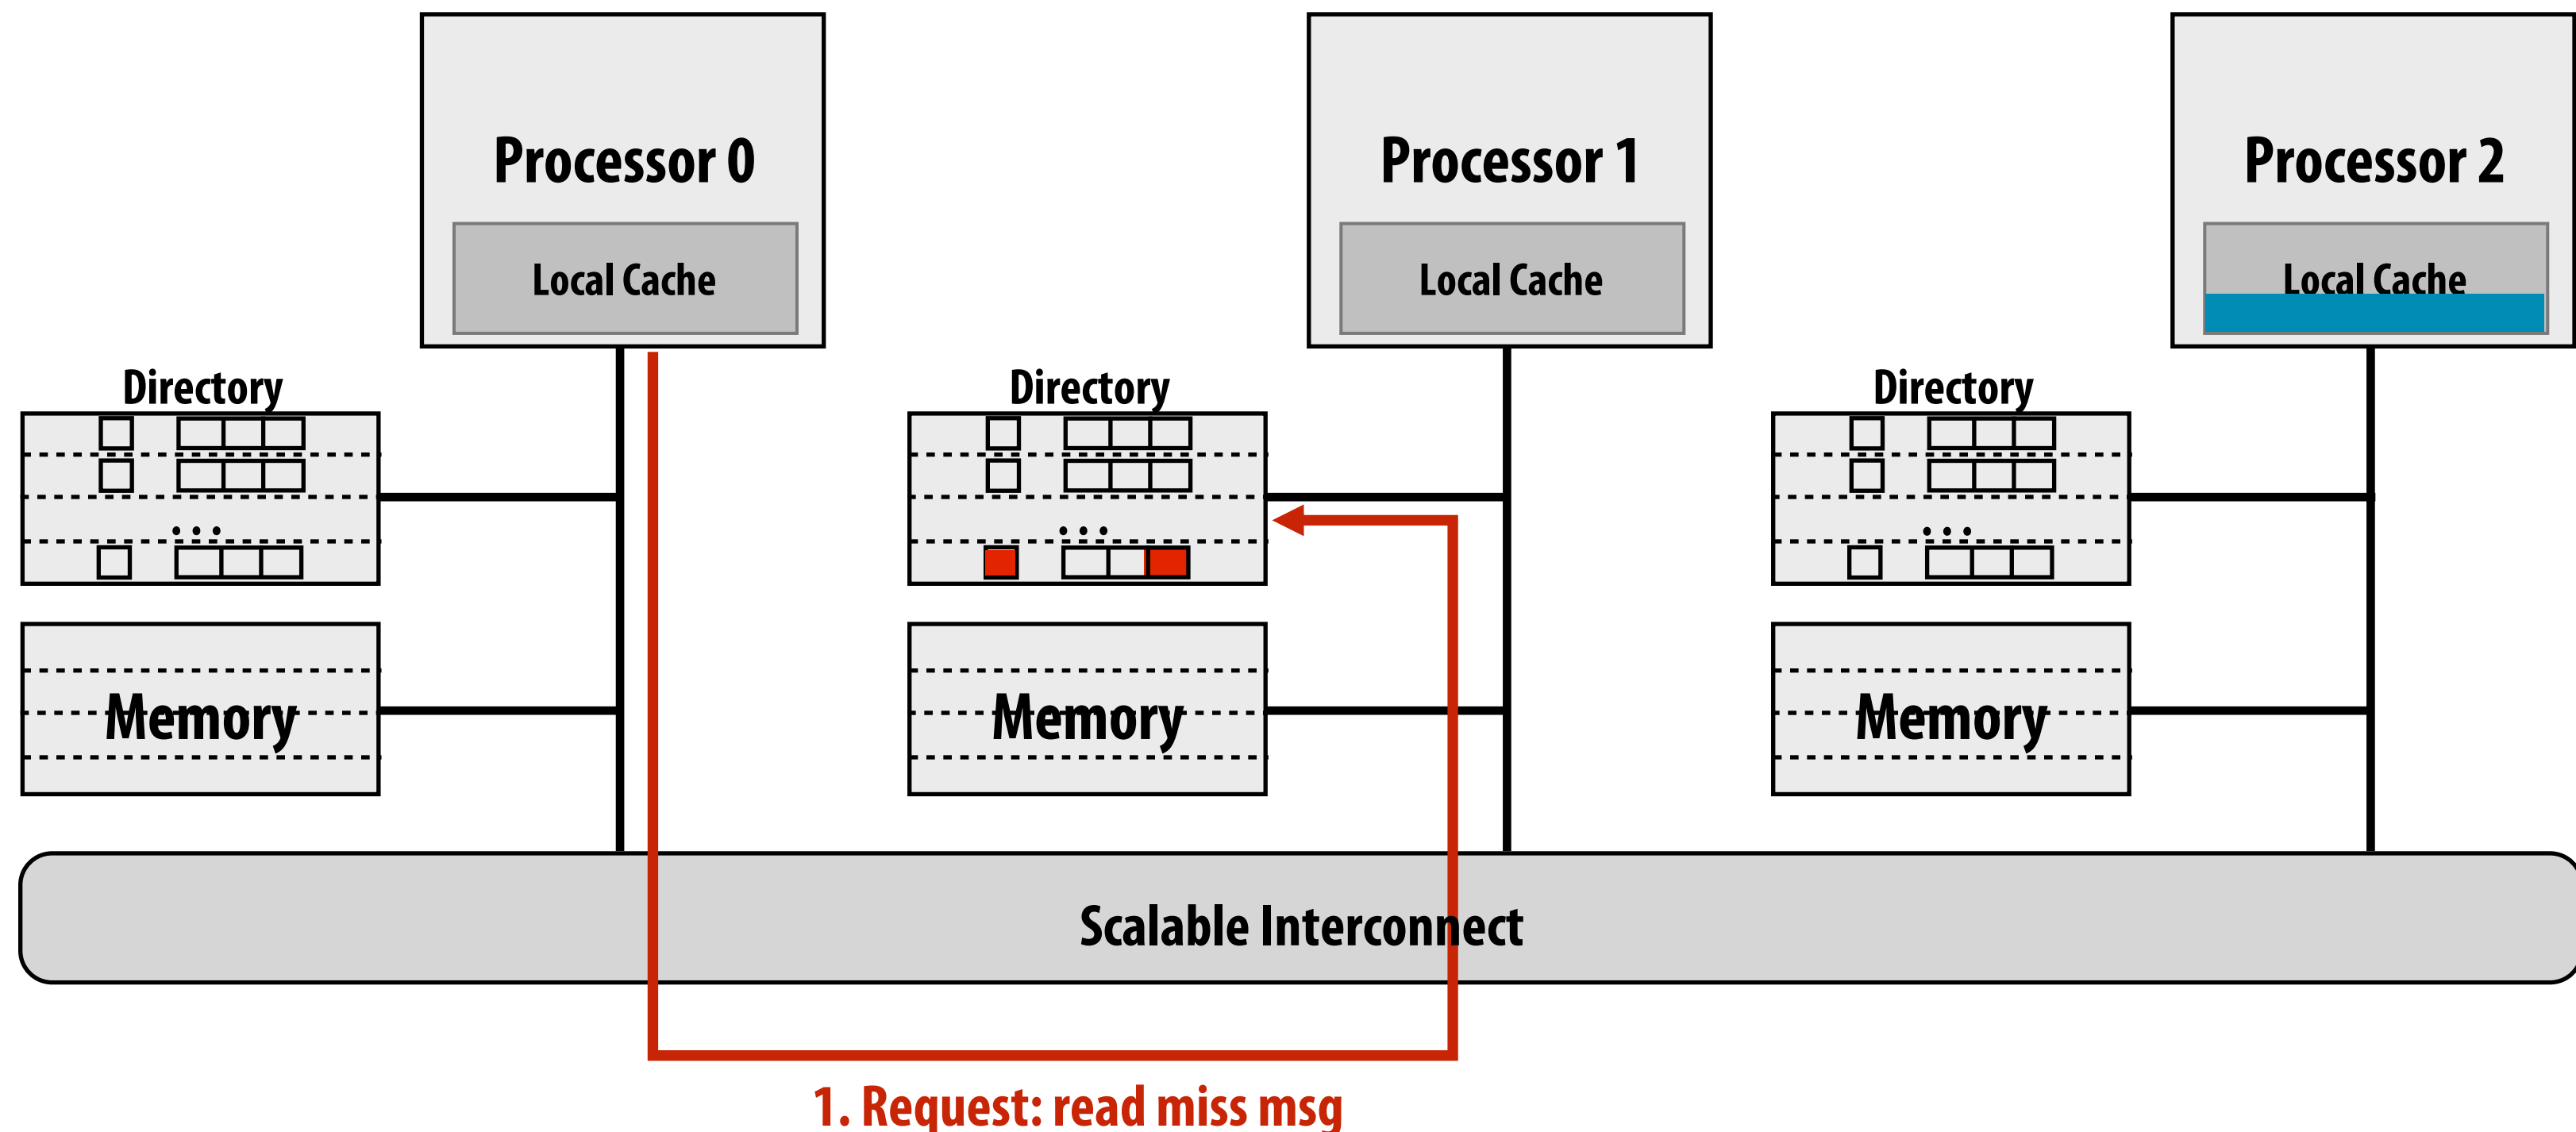 Processor 0
Processor 1
Processor 2
Local Cache
Local Cache
Local Cache
Directory
Directory
Directory
...
...
...
Memory
Memory
Memory
Scalable Interconnect
1. Request: read miss msg